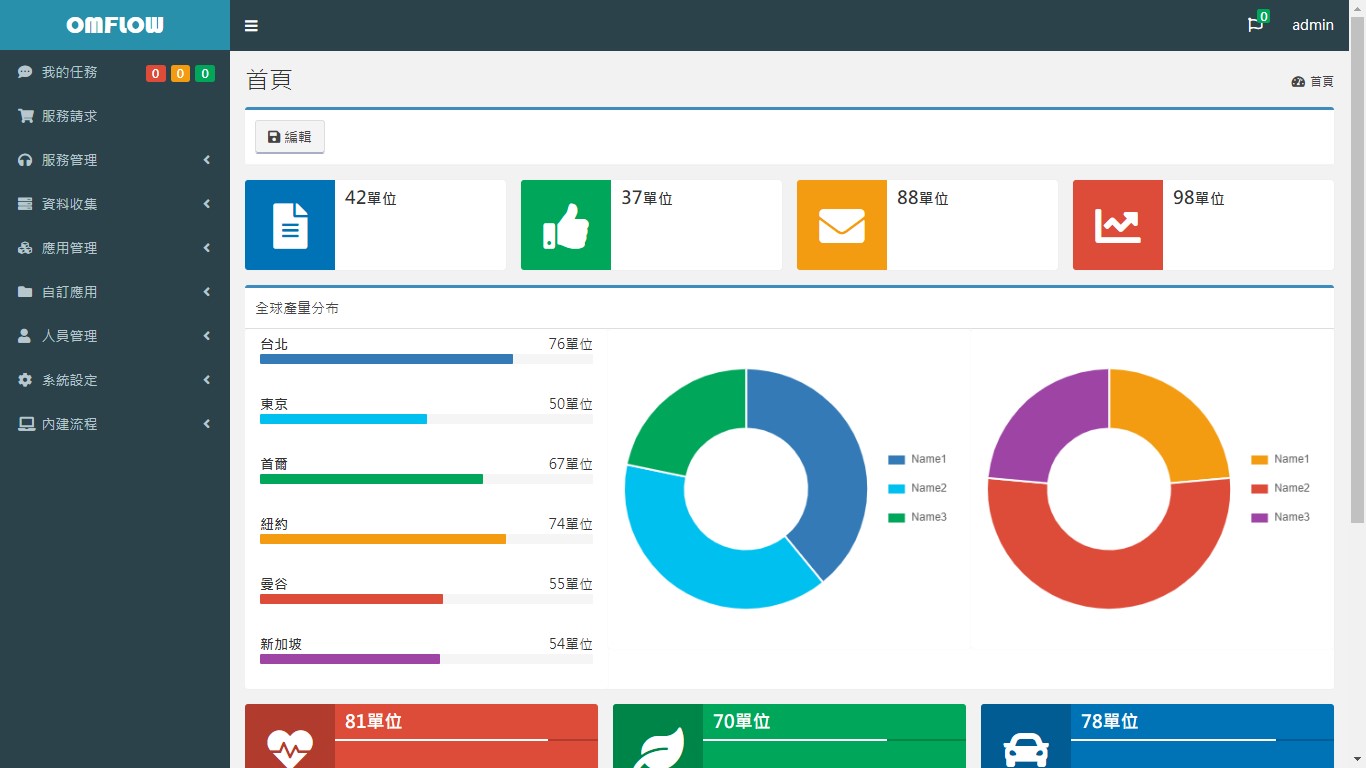 OMFLOW
0
admin
我的任務 0 0 0
服務請求
服務管理
資料收集
應用管理
自訂應用
人員管理
系統設定
內建流程
首頁
首頁
編輯
42單位
37單位
88單位
98單位
全球產量分布
台北 76單位
東京 50單位
首爾 67單位
紐約 74單位
曼谷 55單位
新加坡 54單位
Name1
Name2
Name3
Name1
Name2
Name3
81單位
70單位
78單位